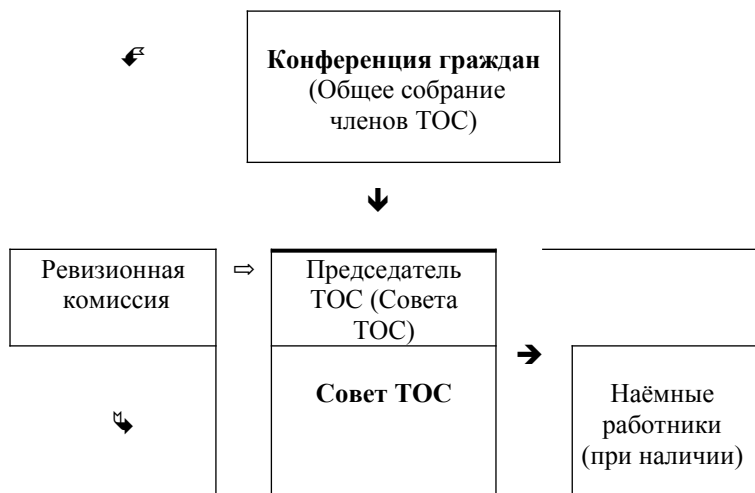 Конференция граждан
(Общее собрание
членов ТОС)
Ревизионная
комиссия
Председатель
ТОС (Совета
ТОС)
Совет ТОС
Наёмные
работники
(при наличии)